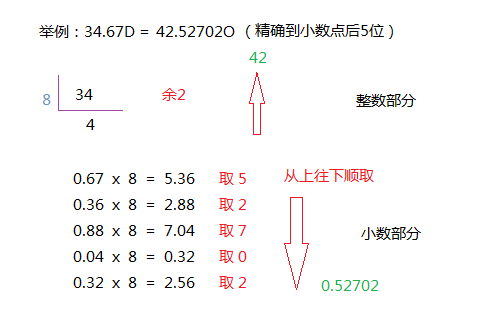 举例：34.67D = 42.52702O （精确到小数点后5位）
42
8 34 余2 整数部分
4
0.67 x 8 = 5.36 取 5 从上往下顺取
0.36 x 8 = 2.88 取 2
0.88 x 8 = 7.04 取 7 小数部分
0.04 x 8 = 0.32 取 0
0.32 x 8 = 2.56 取 2 0.52702